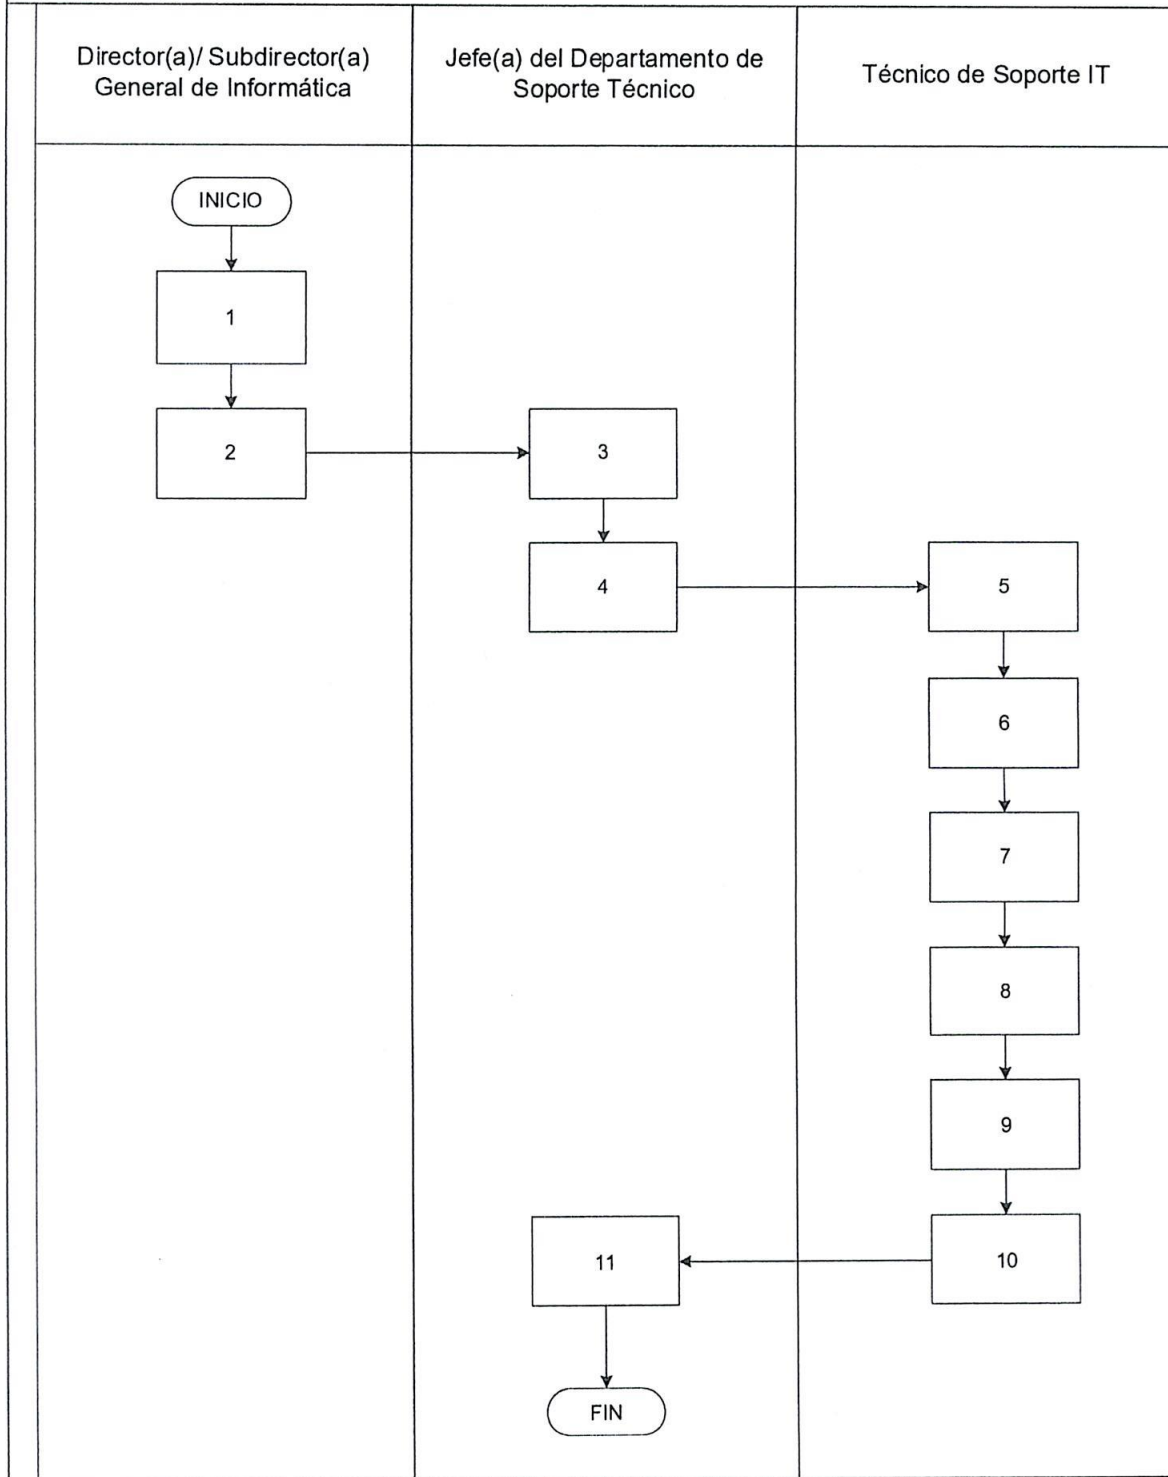 Director(a)/ Subdirector(a)
General de Informática
Jefe(a) del Departamento de
Soporte Técnico
Técnico de Soporte IT
INICIO
1
2
3
4
5
6
7
8
9
10
11
FIN